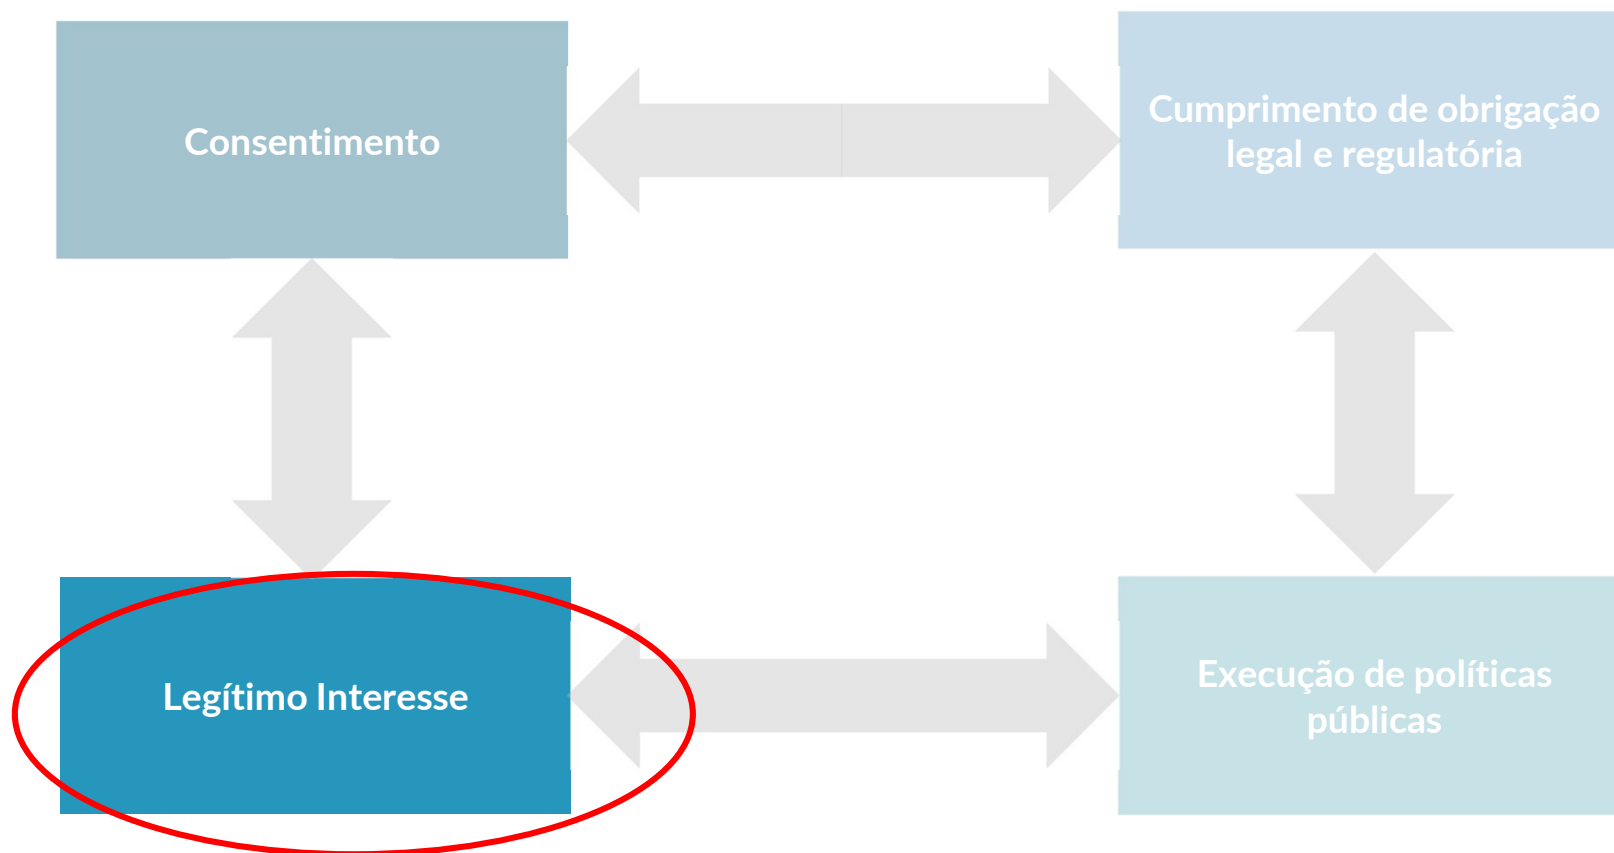 Consentimento
Cumprimento de obrigação
legal e regulatória
Legítimo Interesse
Execução de políticas
públicas